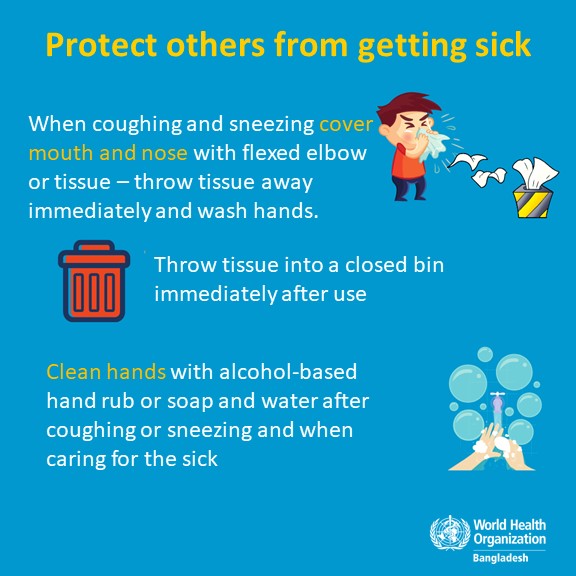 Protect others from getting sick
When coughing and sneezing cover
mouth and nose with flexed elbow
or tissue – throw tissue away
immediately and wash hands.
Throw tissue into a closed bin
immediately after use
Clean hands with alcohol-based
hand rub or soap and water after
coughing or sneezing and when
caring for the sick
World Health
Organization
Bangladesh